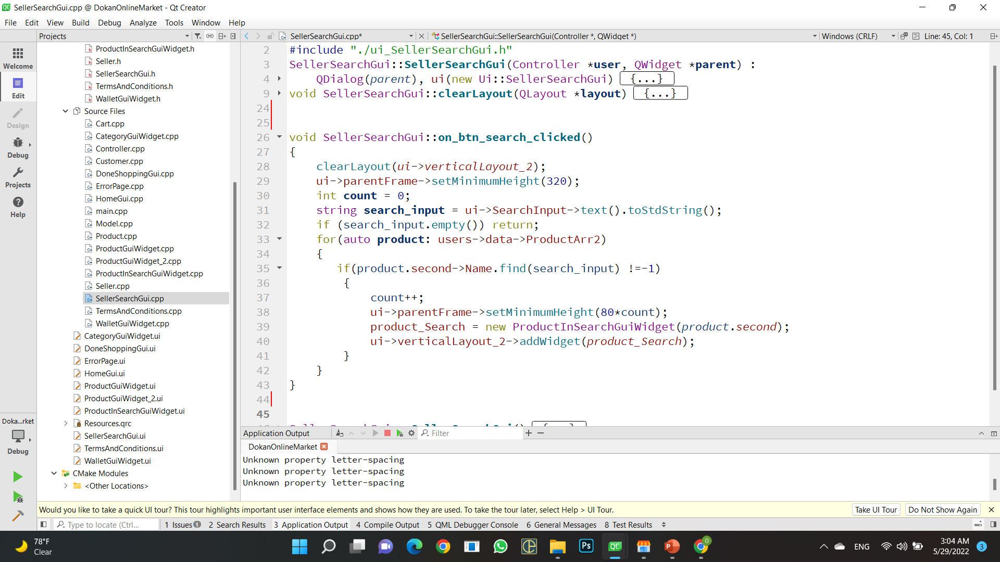 SellerSearchGui.cpp @ DokanOnlineMarket - Qt Creator
File Edit View Build Debug Analyze Tools Window Help
Projects
SellerSearchGui.cpp*
SellerSearchGui::SellerSearchGui(Controller *, QWidget *)
Windows (CRLF)
Line: 45, Col: 1
Welcome
Edit
Design
Debug
Projects
Help
Doka...rket
Debug
ProductInSearchGuiWidget.h
Seller.h
SellerSearchGui.h
TermsAndConditions.h
WalletGuiWidget.h
Source Files
Cart.cpp
CategoryGuiWidget.cpp
Controller.cpp
Customer.cpp
DoneShoppingGui.cpp
ErrorPage.cpp
HomeGui.cpp
main.cpp
Model.cpp
Product.cpp
ProductGuiWidget.cpp
ProductGuiWidget_2.cpp
ProductInSearchGuiWidget.cpp
Seller.cpp
SellerSearchGui.cpp
TermsAndConditions.cpp
WalletGuiWidget.cpp
CategoryGuiWidget.ui
DoneShoppingGui.ui
ErrorPage.ui
HomeGui.ui
ProductGuiWidget.ui
ProductGuiWidget_2.ui
ProductInSearchGuiWidget.ui
Resources.qrc
SellerSearchGui.ui
TermsAndConditions.ui
WalletGuiWidget.ui
CMake Modules
<Other Locations>
2 #include "./ui_SellerSearchGui.h"
3 SellerSearchGui::SellerSearchGui(Controller *user, QWidget *parent) :
4 QDialog(parent), ui(new Ui::SellerSearchGui) {...}
9 void SellerSearchGui::clearLayout(QLayout *layout) {...}
24
25
26 void SellerSearchGui::on_btn_search_clicked()
27 {
28 clearLayout(ui->verticalLayout_2);
29 ui->parentFrame->setMinimumHeight(320);
30 int count = 0;
31 string search_input = ui->SearchInput->text().toStdString();
32 if (search_input.empty()) return;
33 for(auto product: users->data->ProductArr2)
34 {
35 if(product.second->Name.find(search_input) !=-1)
36 {
37 count++;
38 ui->parentFrame->setMinimumHeight(80*count);
39 product_Search = new ProductInSearchGuiWidget(product.second);
40 ui->verticalLayout_2->addWidget(product_Search);
41 }
42 }
43 }
44
45
Application Output
Filter
DokanOnlineMarket
Unknown property letter-spacing
Unknown property letter-spacing
Unknown property letter-spacing
Would you like to take a quick UI tour? This tour highlights important user interface elements and shows how they are used. To take the tour later, select Help > UI Tour.
Take UI Tour
Do Not Show Again
Type to locate (Ctrl...
1 Issues 1
2 Search Results
3 Application Output
4 Compile Output
5 QML Debugger Console
6 General Messages
8 Test Results
78°F
Clear
Ps
QC
P
0
ENG
3:04 AM
5/29/2022
3